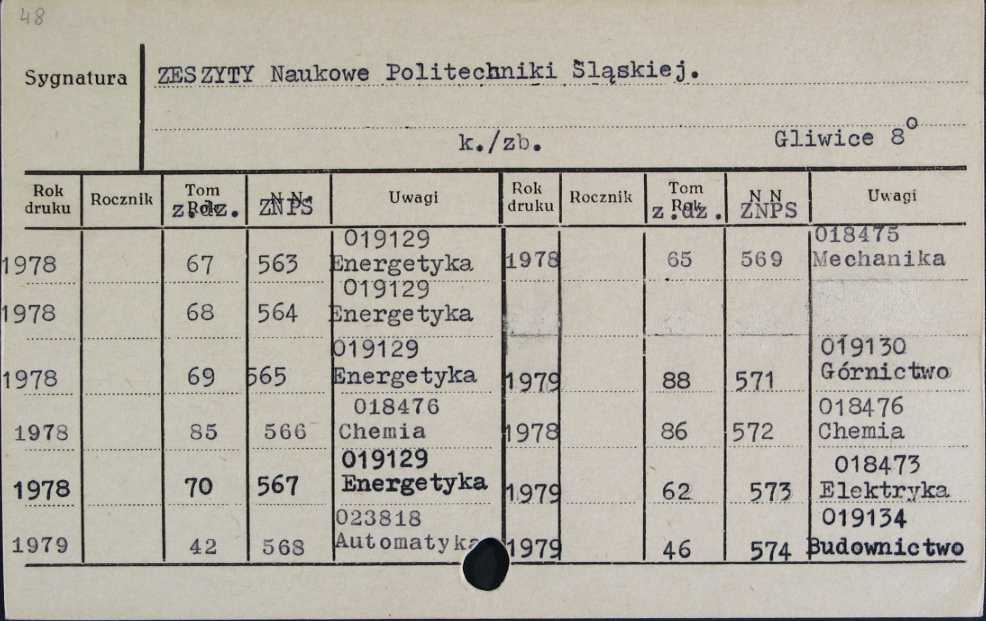 48
Sygnatura ZESZYTY Naukowe Politechniki Śląskiej.
k./zb. Gliwice 8°
Rok druku Rocznik Tom Rok z.dz. N N. ZNPS Uwagi Rok druku Rocznik Tom Rok z.dz. N N ZNPS Uwagi
019129 018475
1978 67 563 Energetyka 1978 65 569 Mechanika
019129
1978 68 564 Energetyka
019129 019130
1978 69 565 Energetyka 1979 88 571 Górnictwo
018476 018476
1978 85 566 Chemia 1978 86 572 Chemia
019129 018473
1978 70 567 Energetyka 1979 62 573 Elektryka
023818 019134
1979 42 568 Automatyka 1979 46 574 Budownictwo